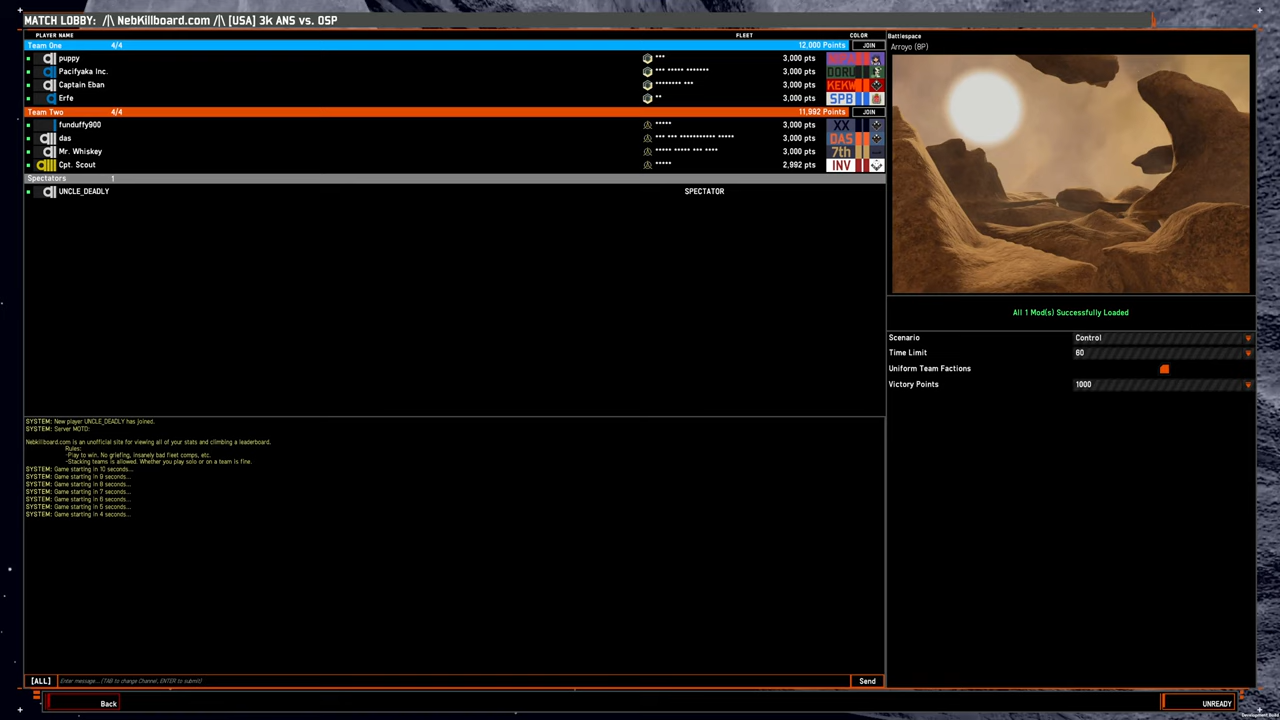 MATCH LOBBY: /|\ NebKillboard.com /|\ [USA] 3k ANS vs. OSP
PLAYER NAME FLEET COLOR
Team One 4/4 12,000 Points JOIN
puppy *** 3,000 pts
Pacifyaka Inc. *** ***** ******* 3,000 pts DORU
Captain Eban ******** *** 3,000 pts KEKW
Erfe ** 3,000 pts SPB
Team Two 4/4 11,992 Points JOIN
funduffy900 ***** 3,000 pts XX
das *** *** *********** ***** 3,000 pts DAS
Mr. Whiskey ***** ***** *** **** 3,000 pts 7th
Cpt. Scout ***** 2,992 pts INV
Spectators 1
UNCLE_DEADLY SPECTATOR
Battlespace
Arroyo (8P)
All 1 Mod(s) Successfully Loaded
Scenario Control
Time Limit 60
Uniform Team Factions
Victory Points 1000
SYSTEM: New player UNCLE_DEADLY has joined.
SYSTEM: Server MOTD:
Nebkillboard.com is an unofficial site for viewing all of your stats and climbing a leaderboard.
Rules:
-Play to win. No griefing, insanely bad fleet comps, etc.
-Stacking teams is allowed. Whether you play solo or on a team is fine.
SYSTEM: Game starting in 10 seconds...
SYSTEM: Game starting in 9 seconds...
SYSTEM: Game starting in 8 seconds...
SYSTEM: Game starting in 7 seconds...
SYSTEM: Game starting in 6 seconds...
SYSTEM: Game starting in 5 seconds...
SYSTEM: Game starting in 4 seconds...
[ALL] Enter message... (TAB to change Channel, ENTER to submit) Send
Back UNREADY
Development Build